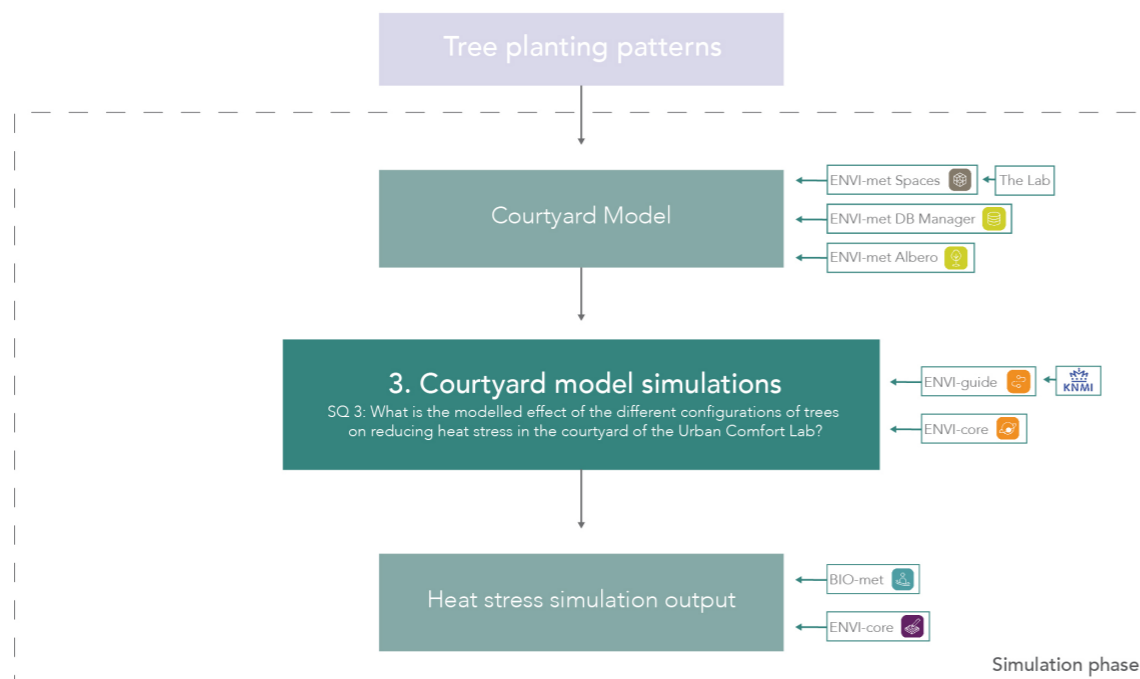 Tree planting patterns
Courtyard Model
ENVI-met Spaces
The Lab
ENVI-met DB Manager
ENVI-met Albero
3. Courtyard model simulations
SQ 3: What is the modelled effect of the different configurations of trees
on reducing heat stress in the courtyard of the Urban Comfort Lab?
ENVI-guide
KNMI
ENVI-core
Heat stress simulation output
BIO-met
ENVI-core
Simulation phase